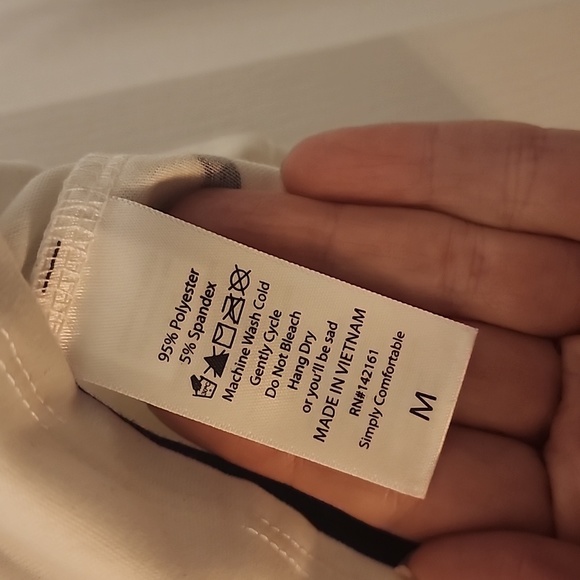 95% Polyester
5% Spandex
Machine Wash Cold
Gently Cycle
Do Not Bleach
Hang Dry
or you'll be sad
MADE IN VIETNAM
RN#142161
Simply Comfortable
M